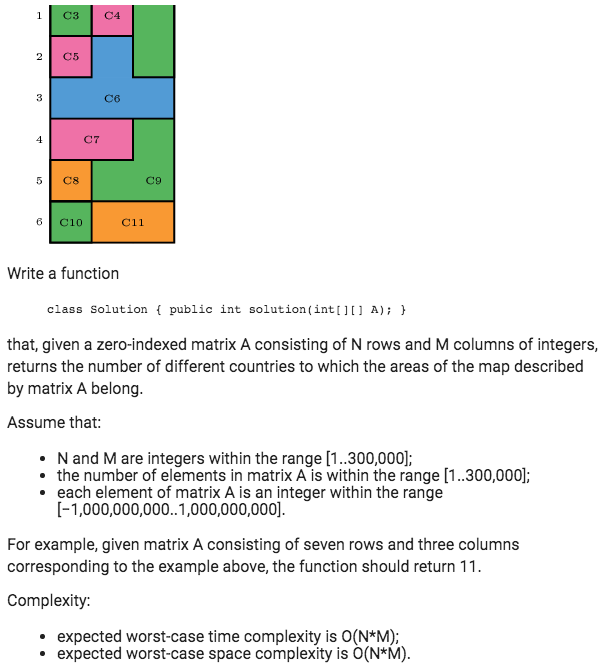 1 C3 C4
2 C5
3 C6
4 C7
5 C8 C9
6 C10 C11
Write a function
class Solution { public int solution(int[][] A); }
that, given a zero-indexed matrix A consisting of N rows and M columns of integers,
returns the number of different countries to which the areas of the map described
by matrix A belong.
Assume that:
• N and M are integers within the range [1..300,000];
• the number of elements in matrix A is within the range [1..300,000];
• each element of matrix A is an integer within the range
[−1,000,000,000..1,000,000,000].
For example, given matrix A consisting of seven rows and three columns
corresponding to the example above, the function should return 11.
Complexity:
• expected worst-case time complexity is O(N*M);
• expected worst-case space complexity is O(N*M).